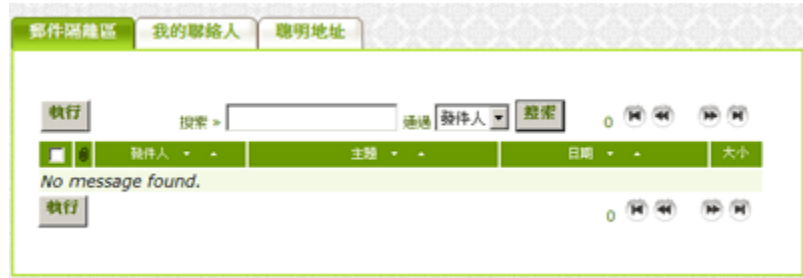 郵件隔離區 我的聯絡人 聰明地址
執行 搜索 » 通過 發件人 搜索 0
發件人 主題 日期 大小
No message found.
執行 0